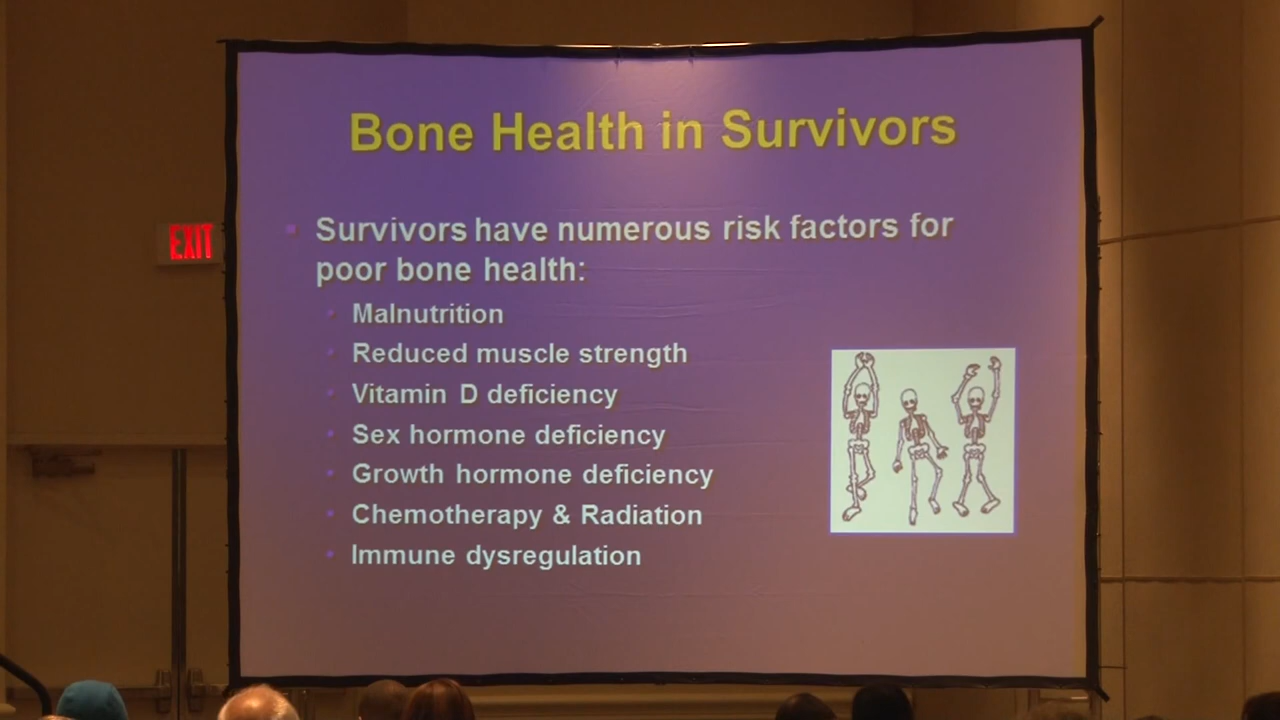 Bone Health in Survivors
EXIT
Survivors have numerous risk factors for
poor bone health:
Malnutrition
Reduced muscle strength
Vitamin D deficiency
Sex hormone deficiency
Growth hormone deficiency
Chemotherapy & Radiation
Immune dysregulation